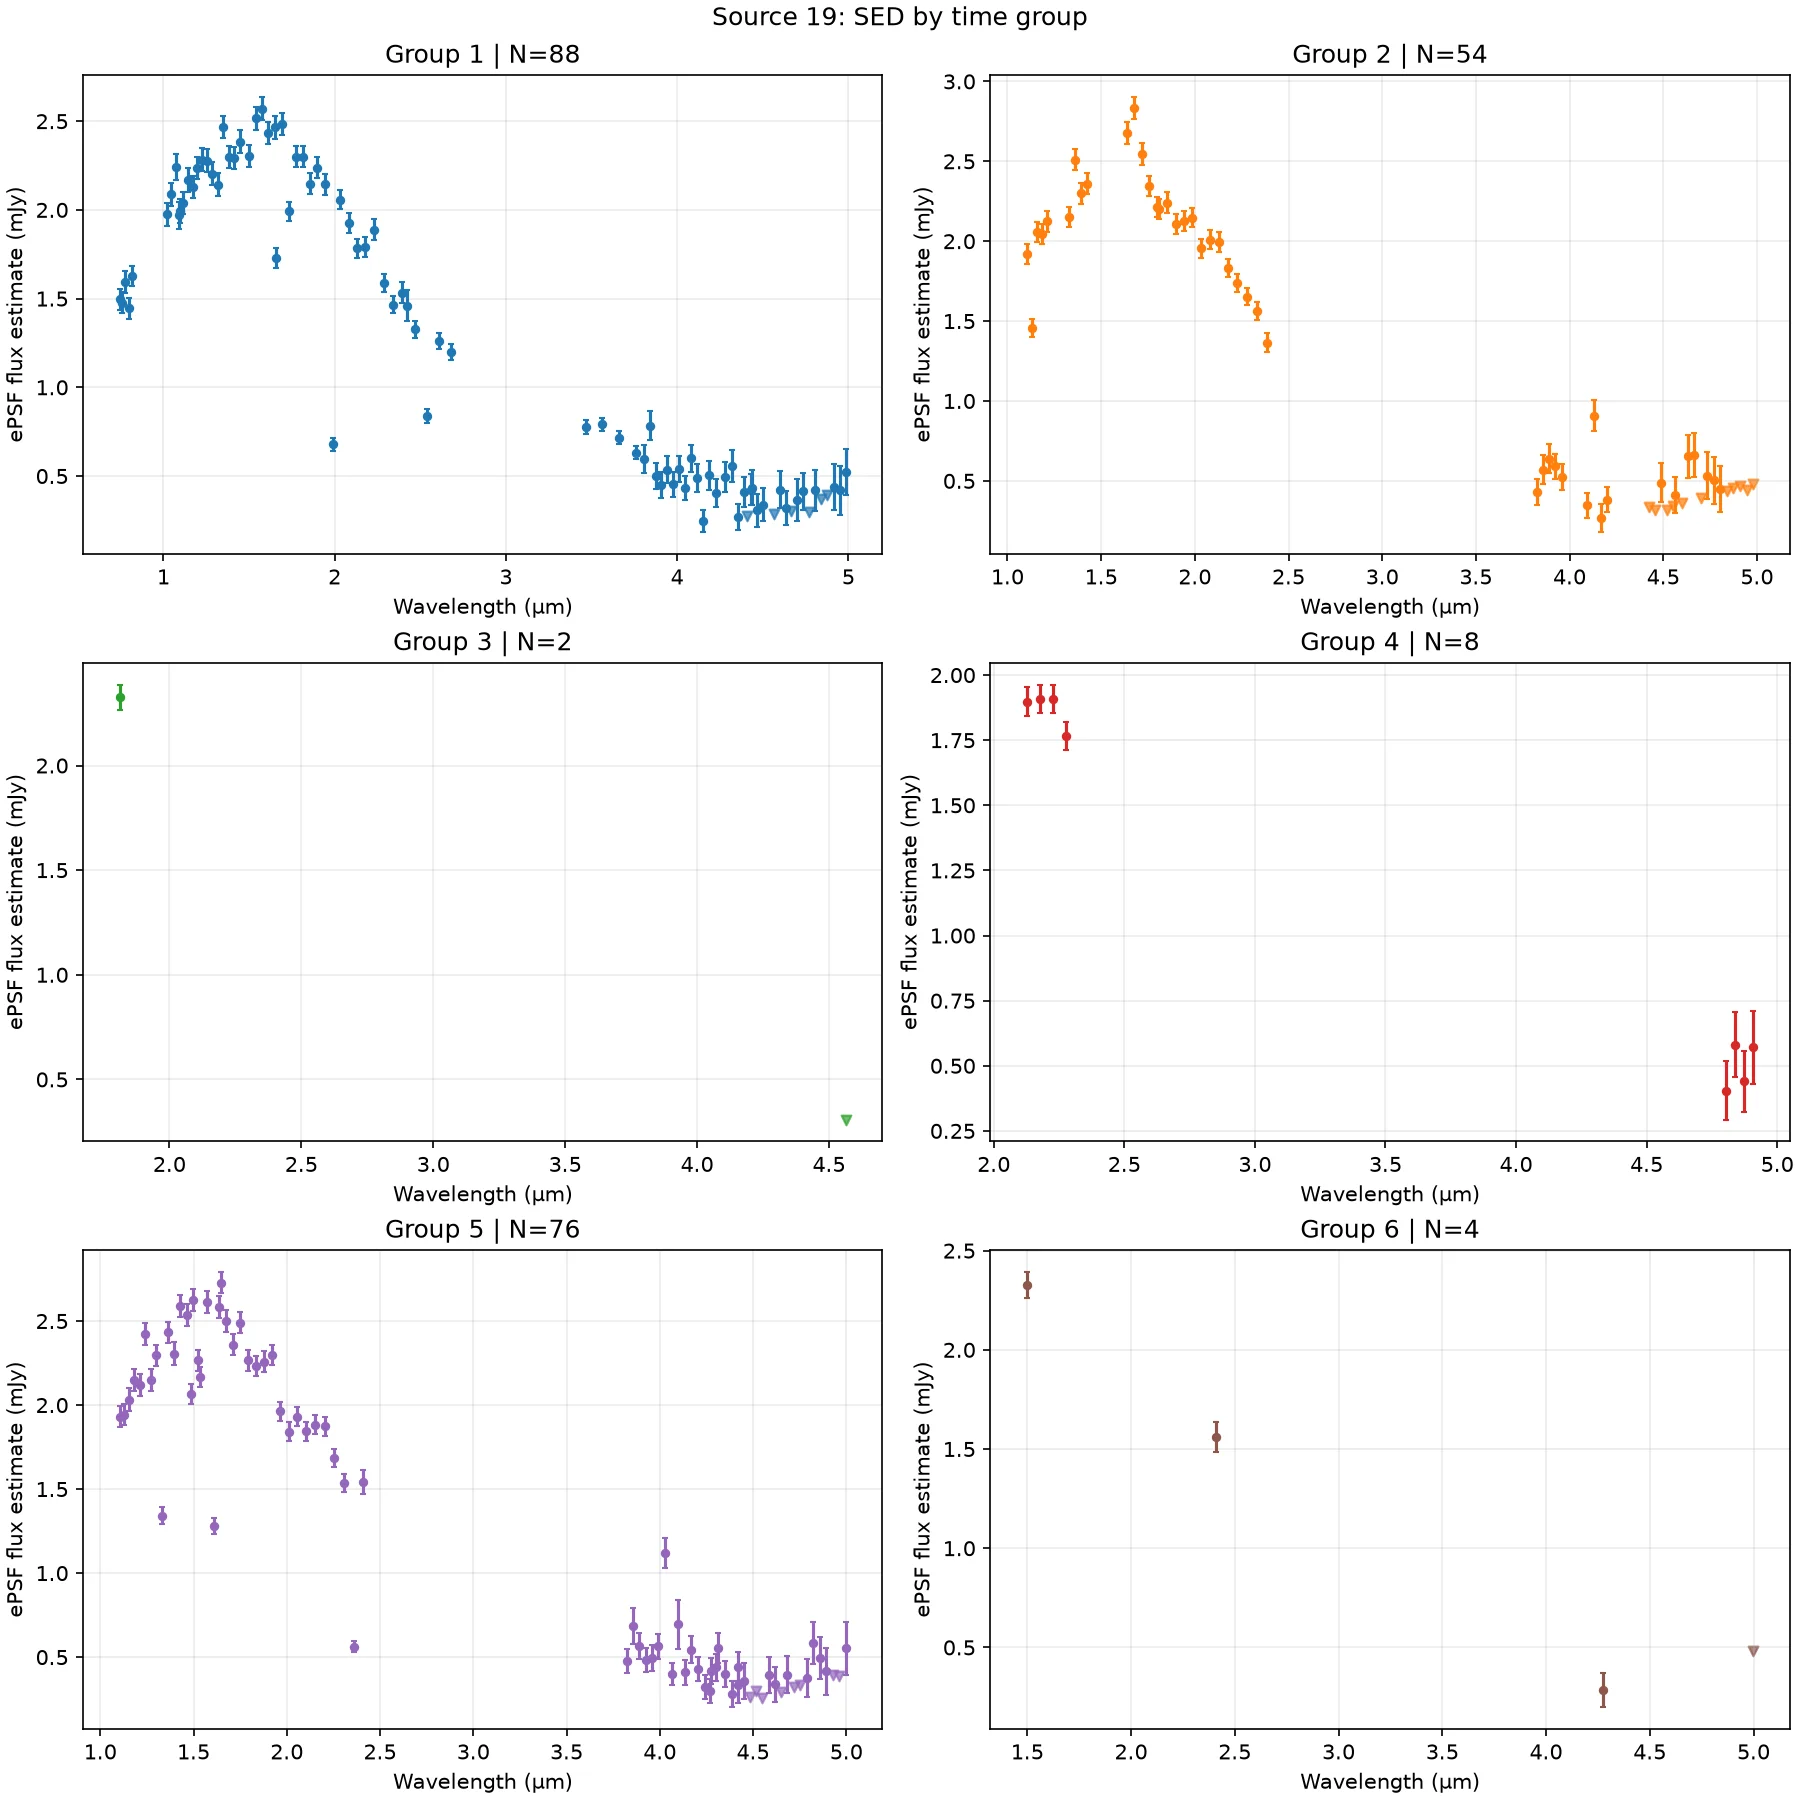 Source 19: SED by time group
Group 1 | N=88
ePSF flux estimate (mJy)
2.5
2.0
1.5
1.0
0.5
1 2 3 4 5
Wavelength (μm)
Group 2 | N=54
ePSF flux estimate (mJy)
3.0
2.5
2.0
1.5
1.0
0.5
1.0 1.5 2.0 2.5 3.0 3.5 4.0 4.5 5.0
Wavelength (μm)
Group 3 | N=2
ePSF flux estimate (mJy)
2.0
1.5
1.0
0.5
2.0 2.5 3.0 3.5 4.0 4.5
Wavelength (μm)
Group 4 | N=8
ePSF flux estimate (mJy)
2.00
1.75
1.50
1.25
1.00
0.75
0.50
0.25
2.0 2.5 3.0 3.5 4.0 4.5 5.0
Wavelength (μm)
Group 5 | N=76
ePSF flux estimate (mJy)
2.5
2.0
1.5
1.0
0.5
1.0 1.5 2.0 2.5 3.0 3.5 4.0 4.5 5.0
Wavelength (μm)
Group 6 | N=4
ePSF flux estimate (mJy)
2.5
2.0
1.5
1.0
0.5
1.5 2.0 2.5 3.0 3.5 4.0 4.5 5.0
Wavelength (μm)